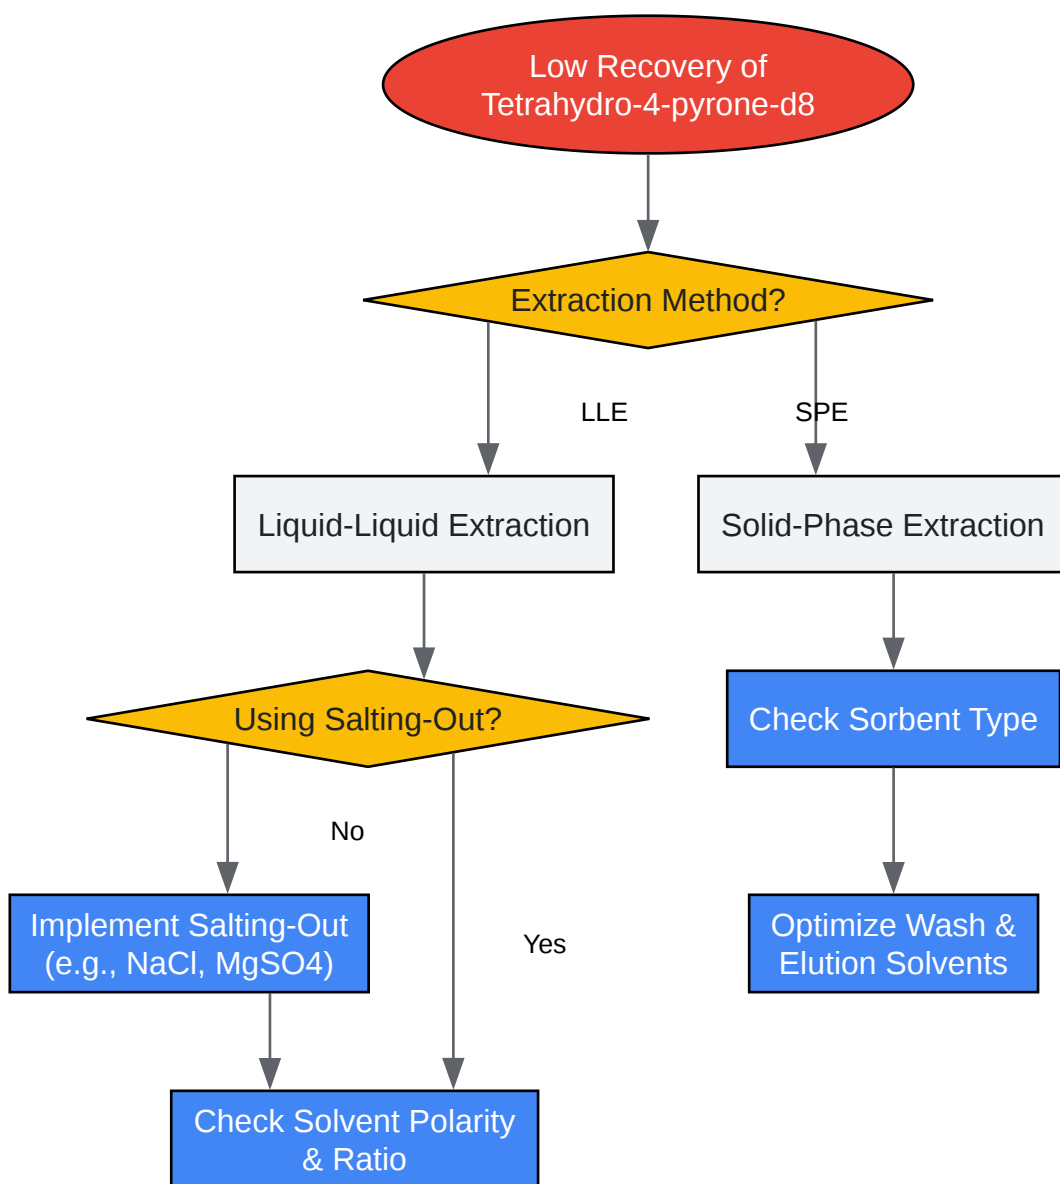 Low Recovery of
Tetrahydro-4-pyrone-d8
Extraction Method?
LLE
SPE
Liquid-Liquid Extraction
Solid-Phase Extraction
Using Salting-Out?
Check Sorbent Type
No
Implement Salting-Out
(e.g., NaCl, MgSO4)
Yes
Optimize Wash &
Elution Solvents
Check Solvent Polarity
& Ratio